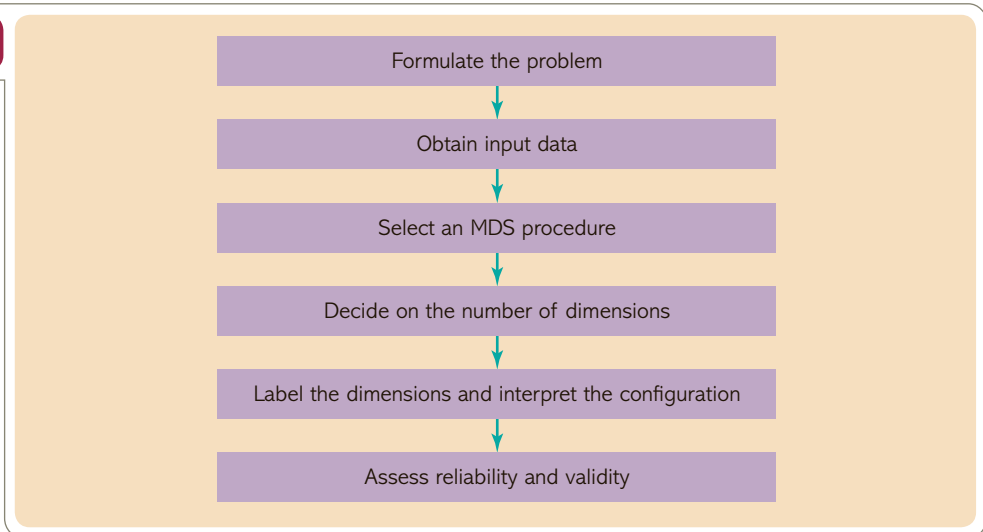 Formulate the problem
Obtain input data
Select an MDS procedure
Decide on the number of dimensions
Label the dimensions and interpret the configuration
Assess reliability and validity